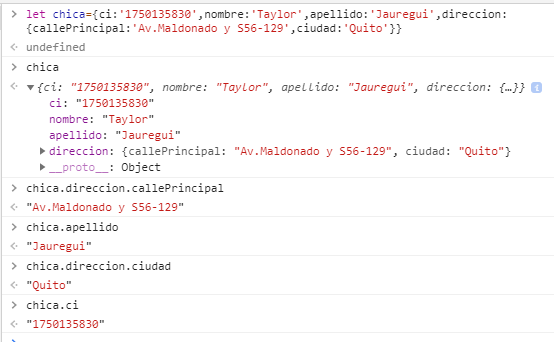 > let chica={ci:'1750135830',nombre:'Taylor',apellido:'Jauregui',direccion:
{callePrincipal:'Av.Maldonado y S56-129',ciudad:'Quito'}}
undefined
> chica
▼{ci: "1750135830", nombre: "Taylor", apellido: "Jauregui", direccion: {…}} i
ci: "1750135830"
nombre: "Taylor"
apellido: "Jauregui"
▶ direccion: {callePrincipal: "Av.Maldonado y S56-129", ciudad: "Quito"}
▶ __proto__: Object
> chica.direccion.callePrincipal
"Av.Maldonado y S56-129"
> chica.apellido
"Jauregui"
> chica.direccion.ciudad
"Quito"
> chica.ci
"1750135830"